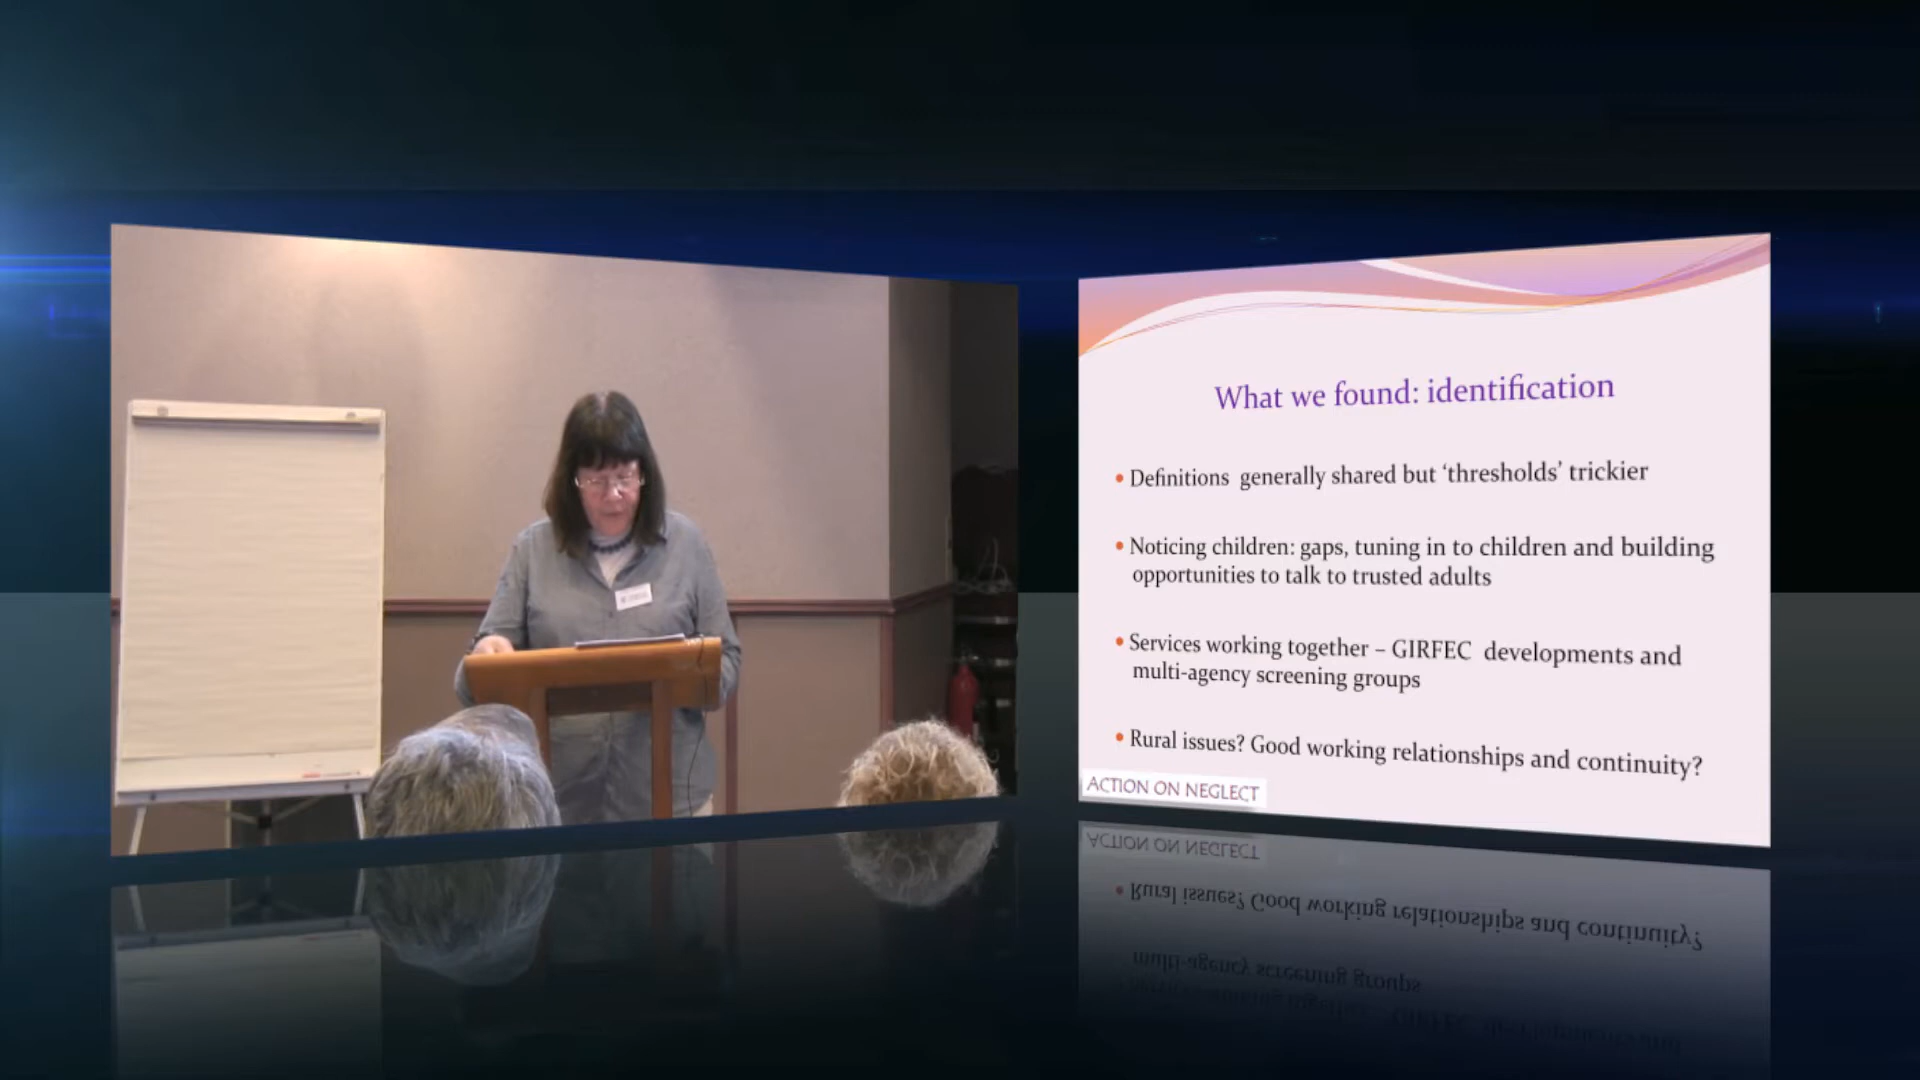 What we found: identification
• Definitions generally shared but ‘thresholds’ trickier
• Noticing children: gaps, tuning in to children and building
opportunities to talk to trusted adults
• Services working together – GIRFEC developments and
multi-agency screening groups
• Rural issues? Good working relationships and continuity?
ACTION ON NEGLECT